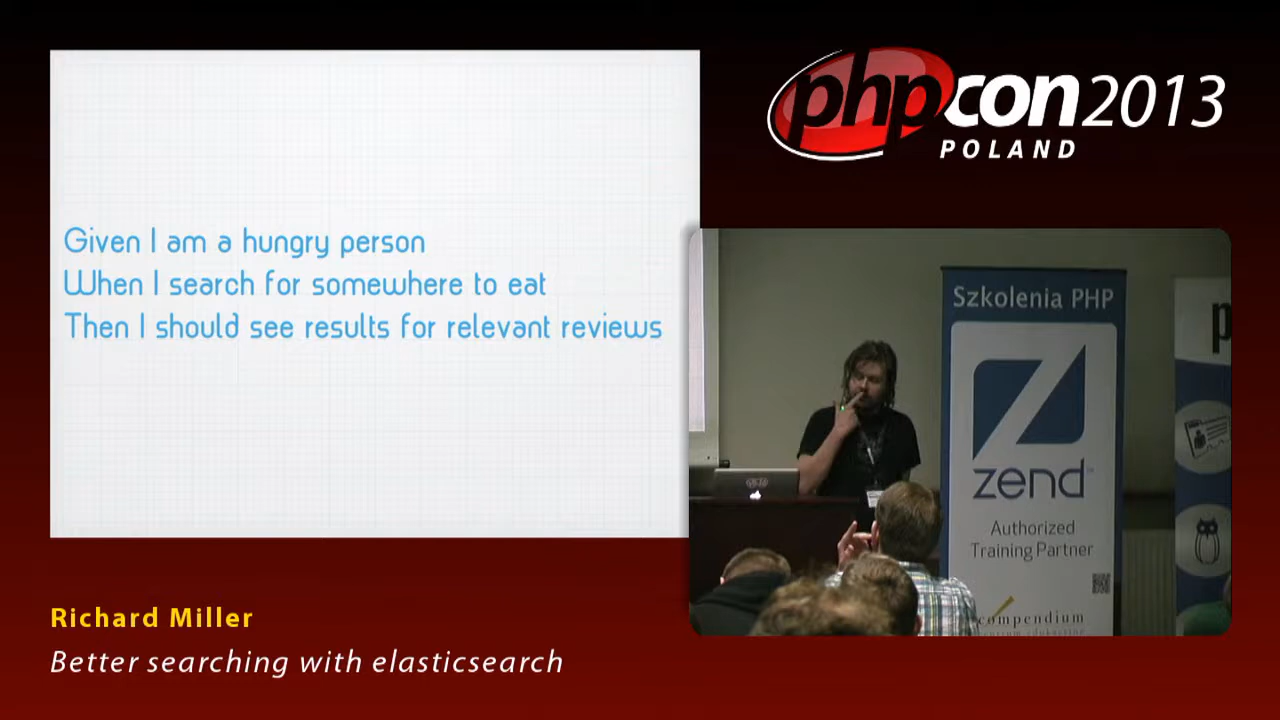 Given I am a hungry person
When I search for somewhere to eat
Then I should see results for relevant reviews
phpcon2013
POLAND
Szkolenia PHP
zend
Authorized
Training Partner
compendium
Richard Miller
Better searching with elasticsearch